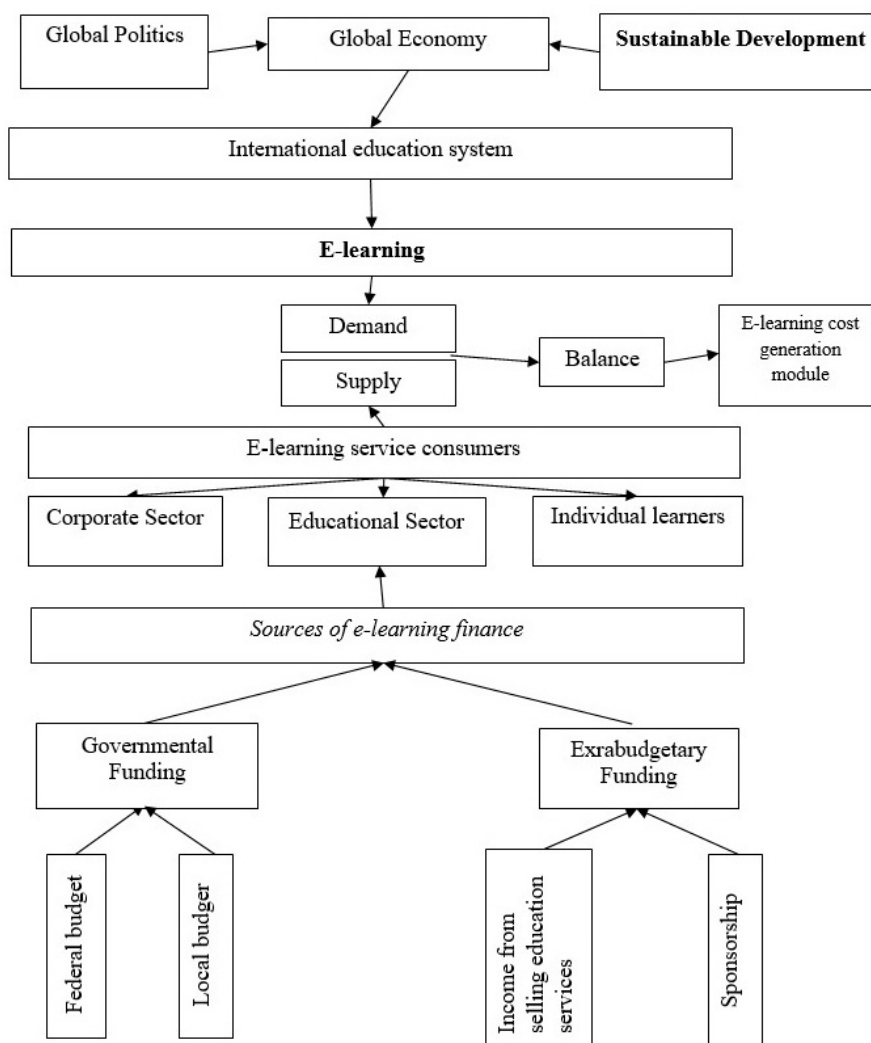 Global Politics
Global Economy
Sustainable Development
International education system
E-learning
Demand
Supply
Balance
E-learning cost
generation
module
E-learning service consumers
Corporate Sector
Educational Sector
Individual learners
Sources of e-learning finance
Governmental
Funding
Exrabudgetary
Funding
Federal budget
Local budger
Income from
selling education
services
Sponsorship